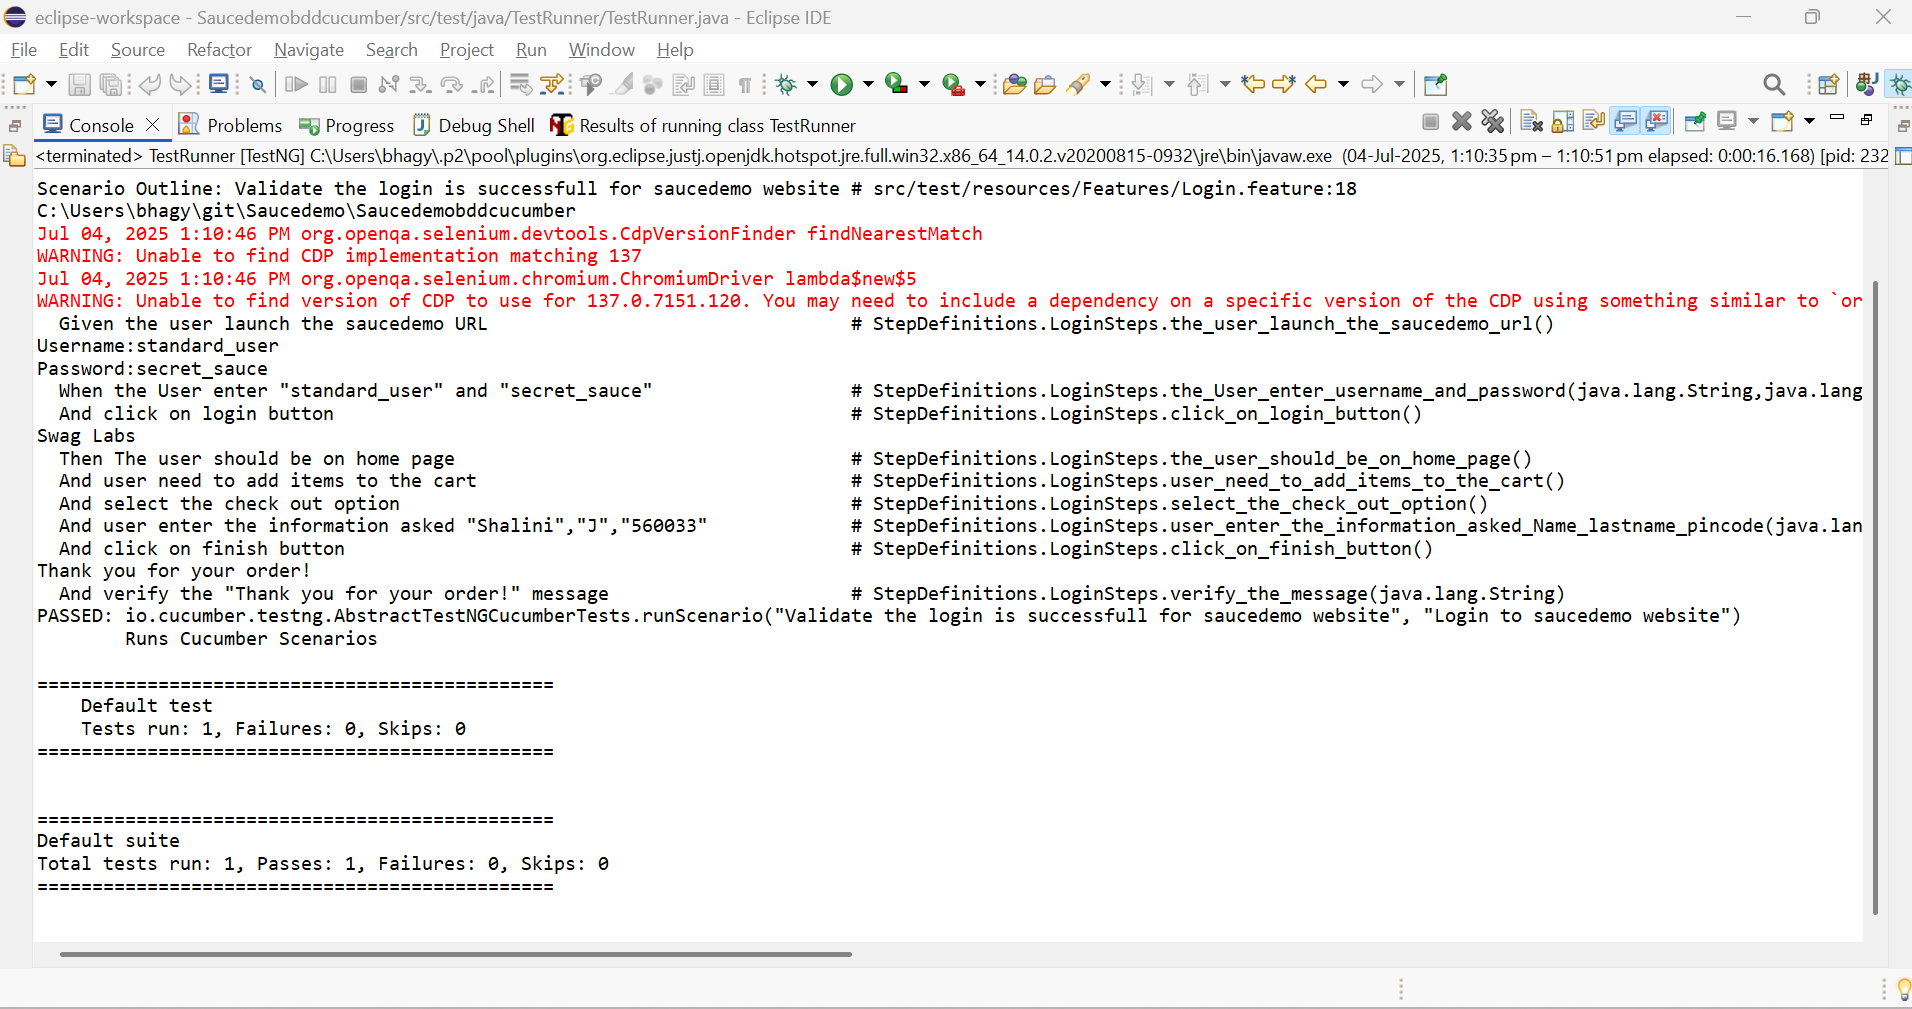 eclipse-workspace - Saucedemobddcucumber/src/test/java/TestRunner/TestRunner.java - Eclipse IDE
File Edit Source Refactor Navigate Search Project Run Window Help
Console Problems Progress Debug Shell Results of running class TestRunner
<terminated> TestRunner [TestNG] C:\Users\bhagy\.p2\pool\plugins\org.eclipse.justj.openjdk.hotspot.jre.full.win32.x86_64_14.0.2.v20200815-0932\jre\bin\javaw.exe (04-Jul-2025, 1:10:35 pm – 1:10:51 pm elapsed: 0:00:16.168) [pid: 232
Scenario Outline: Validate the login is successfull for saucedemo website # src/test/resources/Features/Login.feature:18
C:\Users\bhagy\git\Saucedemo\Saucedemobddcucumber
Jul 04, 2025 1:10:46 PM org.openqa.selenium.devtools.CdpVersionFinder findNearestMatch
WARNING: Unable to find CDP implementation matching 137
Jul 04, 2025 1:10:46 PM org.openqa.selenium.chromium.ChromiumDriver lambda$new$5
WARNING: Unable to find version of CDP to use for 137.0.7151.120. You may need to include a dependency on a specific version of the CDP using something similar to `or
Given the user launch the saucedemo URL # StepDefinitions.LoginSteps.the_user_launch_the_saucedemo_url()
Username:standard_user
Password:secret_sauce
When the User enter "standard_user" and "secret_sauce" # StepDefinitions.LoginSteps.the_User_enter_username_and_password(java.lang.String,java.lang
And click on login button # StepDefinitions.LoginSteps.click_on_login_button()
Swag Labs
Then The user should be on home page # StepDefinitions.LoginSteps.the_user_should_be_on_home_page()
And user need to add items to the cart # StepDefinitions.LoginSteps.user_need_to_add_items_to_the_cart()
And select the check out option # StepDefinitions.LoginSteps.select_the_check_out_option()
And user enter the information asked "Shalini","J","560033" # StepDefinitions.LoginSteps.user_enter_the_information_asked_Name_lastname_pincode(java.lan
And click on finish button # StepDefinitions.LoginSteps.click_on_finish_button()
Thank you for your order!
And verify the "Thank you for your order!" message # StepDefinitions.LoginSteps.verify_the_message(java.lang.String)
PASSED: io.cucumber.testng.AbstractTestNGCucumberTests.runScenario("Validate the login is successfull for saucedemo website", "Login to saucedemo website")
Runs Cucumber Scenarios
===============================================
Default test
Tests run: 1, Failures: 0, Skips: 0
===============================================
===============================================
Default suite
Total tests run: 1, Passes: 1, Failures: 0, Skips: 0
===============================================